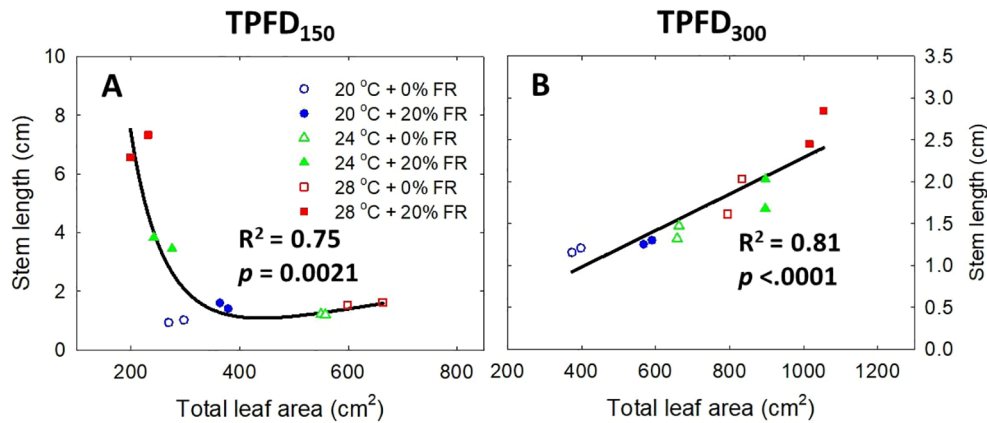 TPFD₁₅₀
TPFD₃₀₀
A
10
8
6
4
2
0
Stem length (cm)
20 °C + 0% FR
20 °C + 20% FR
24 °C + 0% FR
24 °C + 20% FR
28 °C + 0% FR
28 °C + 20% FR
R² = 0.75
p = 0.0021
200
400
600
800
Total leaf area (cm²)
B
R² = 0.81
p <.0001
3.5
3.0
2.5
2.0
1.5
1.0
0.5
0.0
Stem length (cm)
200
400
600
800
1000
1200
Total leaf area (cm²)